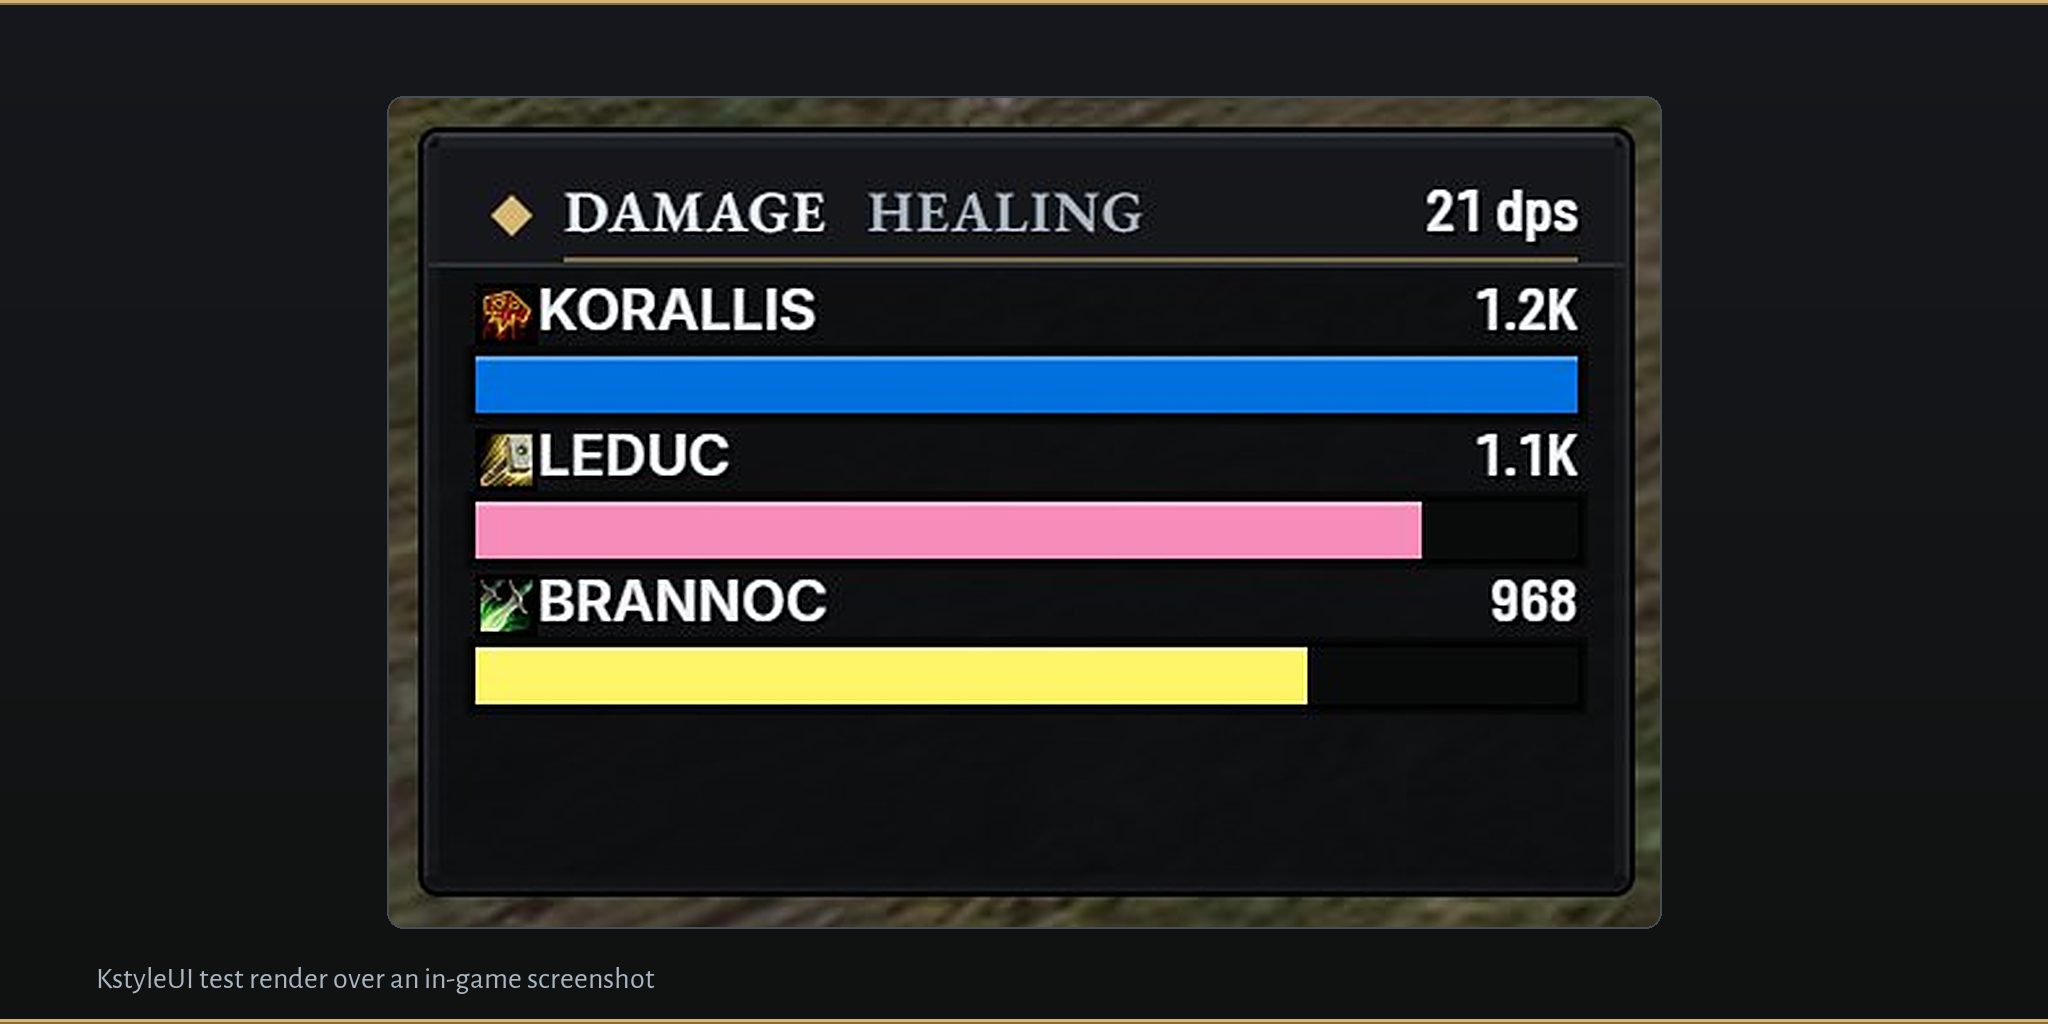 DAMAGE HEALING 21 dps
KORALLIS 1.2K
LEDUC 1.1K
BRANNOC 968
KstyleUI test render over an in-game screenshot